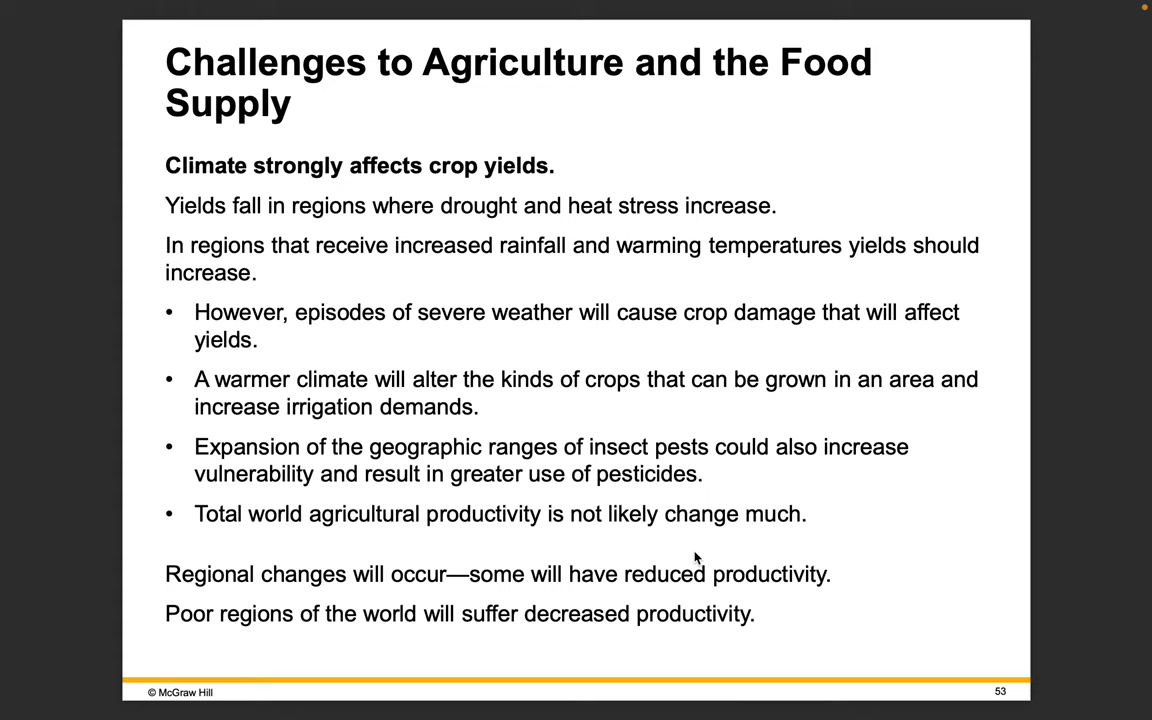 Challenges to Agriculture and the Food
Supply
Climate strongly affects crop yields.
Yields fall in regions where drought and heat stress increase.
In regions that receive increased rainfall and warming temperatures yields should
increase.
• However, episodes of severe weather will cause crop damage that will affect
yields.
• A warmer climate will alter the kinds of crops that can be grown in an area and
increase irrigation demands.
• Expansion of the geographic ranges of insect pests could also increase
vulnerability and result in greater use of pesticides.
• Total world agricultural productivity is not likely change much.
Regional changes will occur—some will have reduced productivity.
Poor regions of the world will suffer decreased productivity.
© McGraw Hill
53